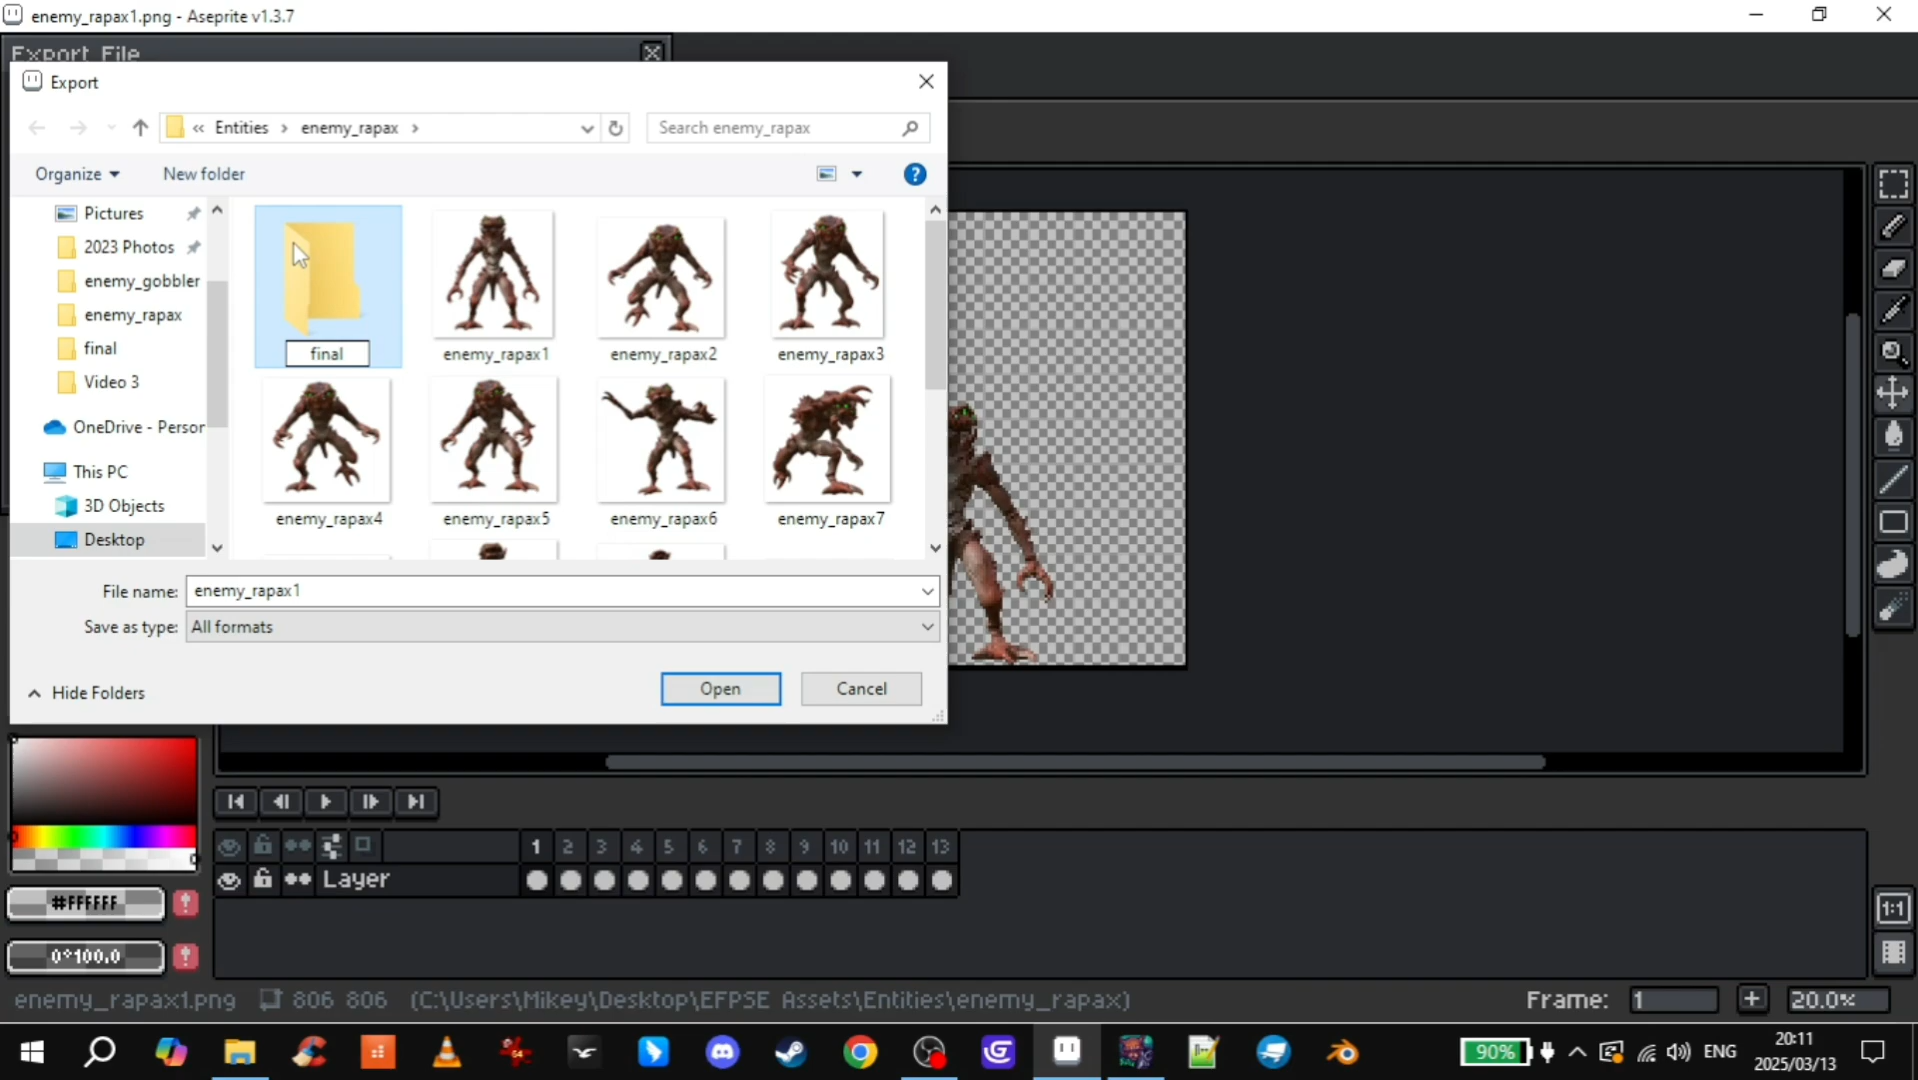 enemy_rapax1.png - Aseprite v1.3.7
Export File
Export
« Entities > enemy_rapax >
Search enemy_rapax
Organize
New folder
Pictures
2023 Photos
enemy_gobbler
enemy_rapax
final
Video 3
OneDrive - Person
This PC
3D Objects
Desktop
final
enemy_rapax1
enemy_rapax2
enemy_rapax3
enemy_rapax4
enemy_rapax5
enemy_rapax6
enemy_rapax7
File name: enemy_rapax1
Save as type: All formats
Hide Folders
Open
Cancel
1 2 3 4 5 6 7 8 9 10 11 12 13
Layer
#FFFFFF
0°100.0
1:1
enemy_rapax1.png 806 806 (C:\Users\Mikey\Desktop\EFPSE Assets\Entities\enemy_rapax)
Frame: 1
20.0%
90%
ENG
20:11
2025/03/13